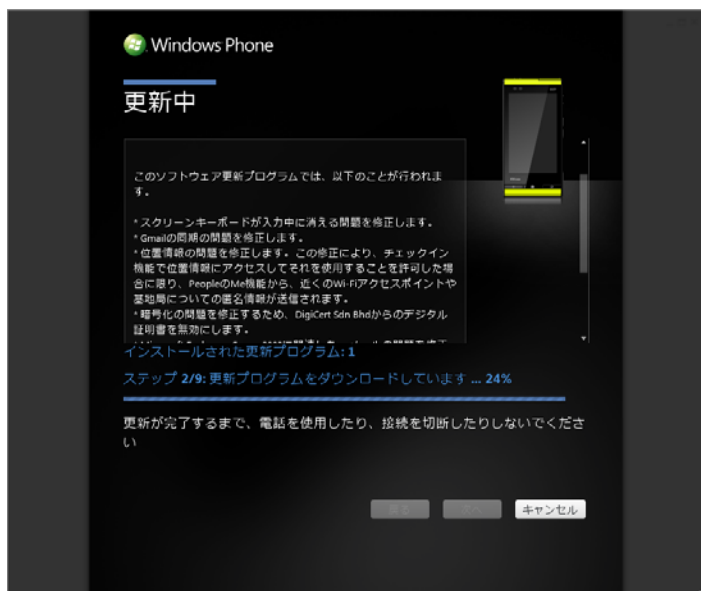 Windows Phone
更新中
このソフトウェア更新プログラムでは、以下のことが行われま
す。
* スクリーンキーボードが入力中に消える問題を修正します。
* Gmailの同期の問題を修正します。
* 位置情報の問題を修正します。この修正により、チェックイン
機能で位置情報にアクセスしてそれを使用することを許可した場
合に限り、PeopleのMe機能から、近くのWi-Fiアクセスポイントや
基地局についての匿名情報が送信されます。
* 暗号化の問題を修正するため、DigiCert Sdn Bhdからのデジタル
証明書を無効にします。
インストールされた更新プログラム: 1
ステップ 2/9: 更新プログラムをダウンロードしています ... 24%
更新が完了するまで、電話を使用したり、接続を切断したりしないでくださ
い
戻る 次へ キャンセル